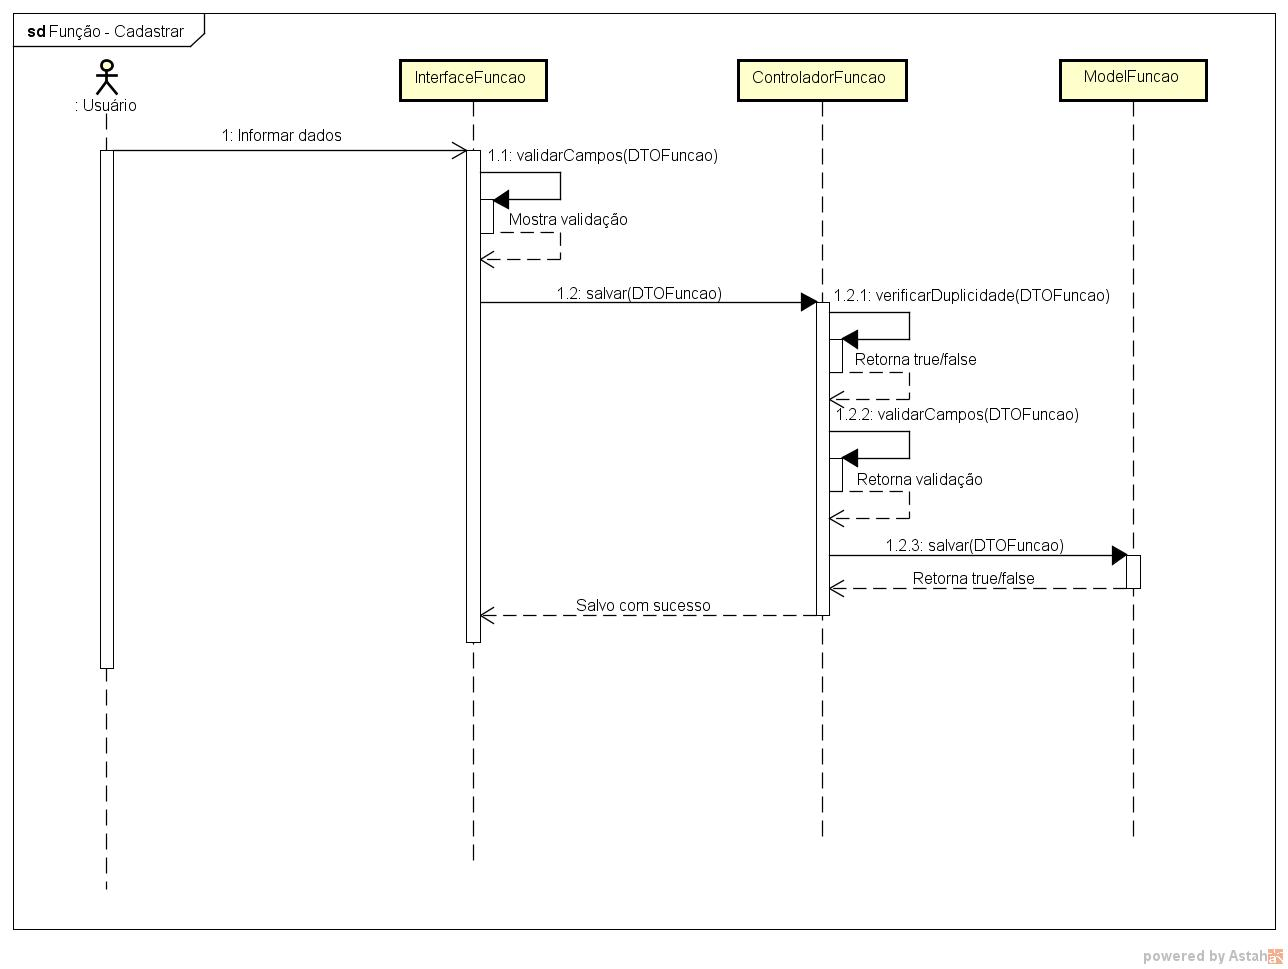 sd Função - Cadastrar
: Usuário
InterfaceFuncao
ControladorFuncao
ModelFuncao
1: Informar dados
1.1: validarCampos(DTOFuncao)
Mostra validação
1.2: salvar(DTOFuncao)
1.2.1: verificarDuplicidade(DTOFuncao)
Retorna true/false
1.2.2: validarCampos(DTOFuncao)
Retorna validação
1.2.3: salvar(DTOFuncao)
Retorna true/false
Salvo com sucesso
powered by Astah